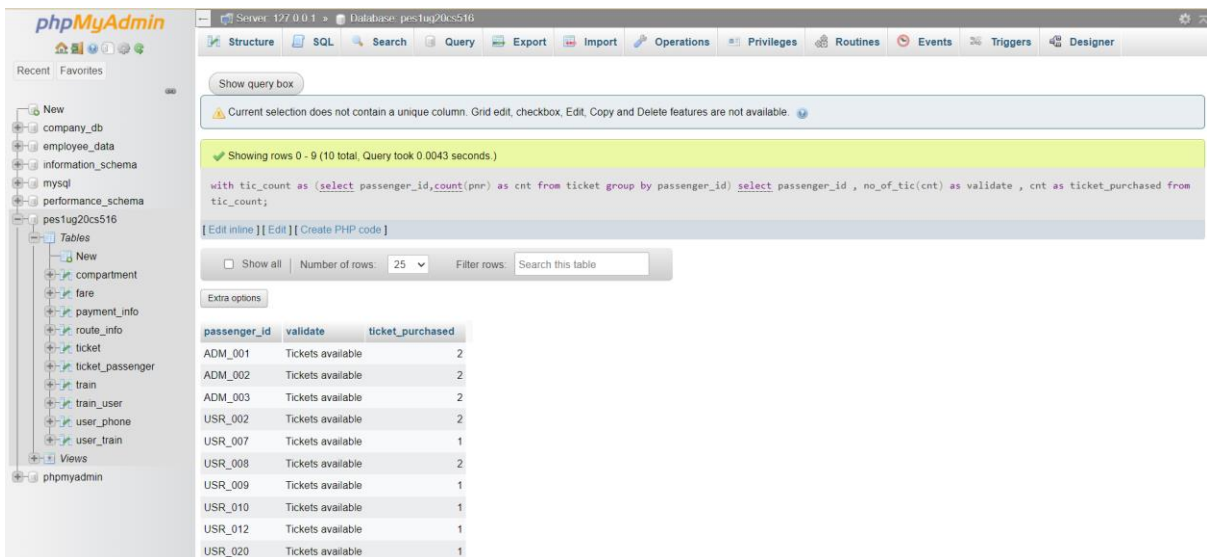 phpMyAdmin
Recent Favorites
New
company_db
employee_data
information_schema
mysql
performance_schema
pes1ug20cs516
Tables
New
compartment
fare
payment_info
route_info
ticket
ticket_passenger
train
train_user
user_phone
user_train
Views
phpmyadmin
Server: 127.0.0.1 » Database: pes1ug20cs516
Structure SQL Search Query Export Import Operations Privileges Routines Events Triggers Designer
Show query box
Current selection does not contain a unique column. Grid edit, checkbox, Edit, Copy and Delete features are not available.
Showing rows 0 - 9 (10 total, Query took 0.0043 seconds.)
with tic_count as (select passenger_id,count(pnr) as cnt from ticket group by passenger_id) select passenger_id , no_of_tic(cnt) as validate , cnt as ticket_purchased from
tic_count;
[ Edit inline ] [ Edit ] [ Create PHP code ]
Show all | Number of rows: 25 Filter rows: Search this table
Extra options
passenger_id validate ticket_purchased
ADM_001 Tickets available 2
ADM_002 Tickets available 2
ADM_003 Tickets available 2
USR_002 Tickets available 2
USR_007 Tickets available 1
USR_008 Tickets available 2
USR_009 Tickets available 1
USR_010 Tickets available 1
USR_012 Tickets available 1
USR_020 Tickets available 1